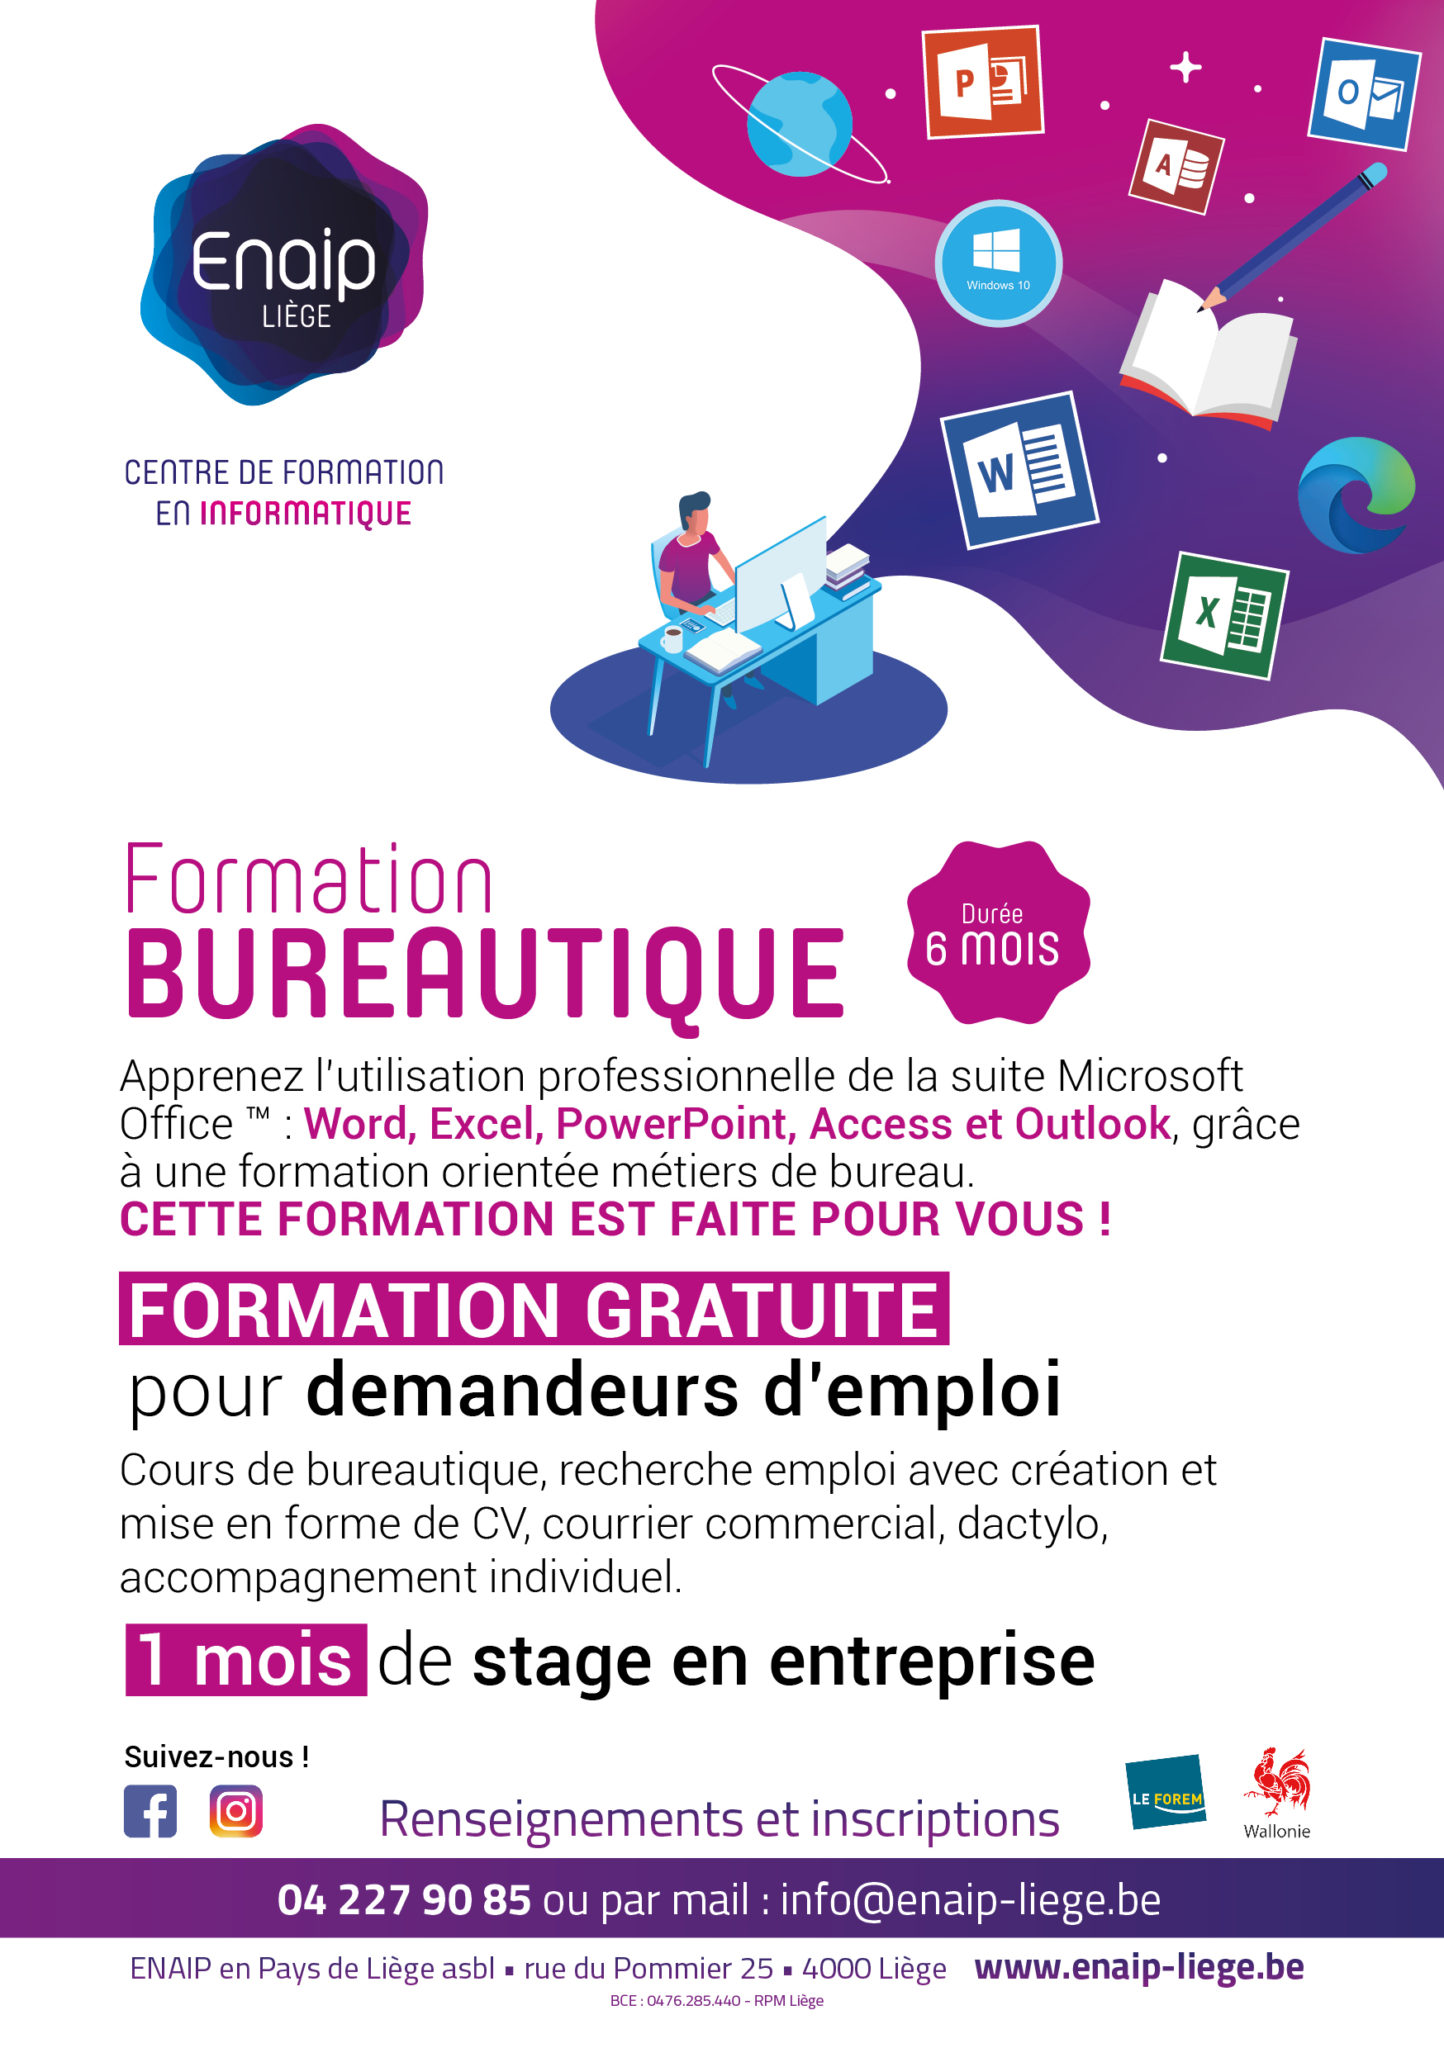 Enaip
LIÈGE
CENTRE DE FORMATION
EN INFORMATIQUE
P
O
A
Windows 10
W
X
Formation
BUREAUTIQUE
Durée
6 MOIS
Apprenez l'utilisation professionnelle de la suite Microsoft
Office ™ : Word, Excel, PowerPoint, Access et Outlook, grâce
à une formation orientée métiers de bureau.
CETTE FORMATION EST FAITE POUR VOUS !
FORMATION GRATUITE
pour demandeurs d'emploi
Cours de bureautique, recherche emploi avec création et
mise en forme de CV, courrier commercial, dactylo,
accompagnement individuel.
1 mois de stage en entreprise
Suivez-nous !
Renseignements et inscriptions
LE FOREM
Wallonie
04 227 90 85 ou par mail : info@enaip-liege.be
ENAIP en Pays de Liège asbl ▪ rue du Pommier 25 ▪ 4000 Liège www.enaip-liege.be
BCE : 0476.285.440 - RPM Liège